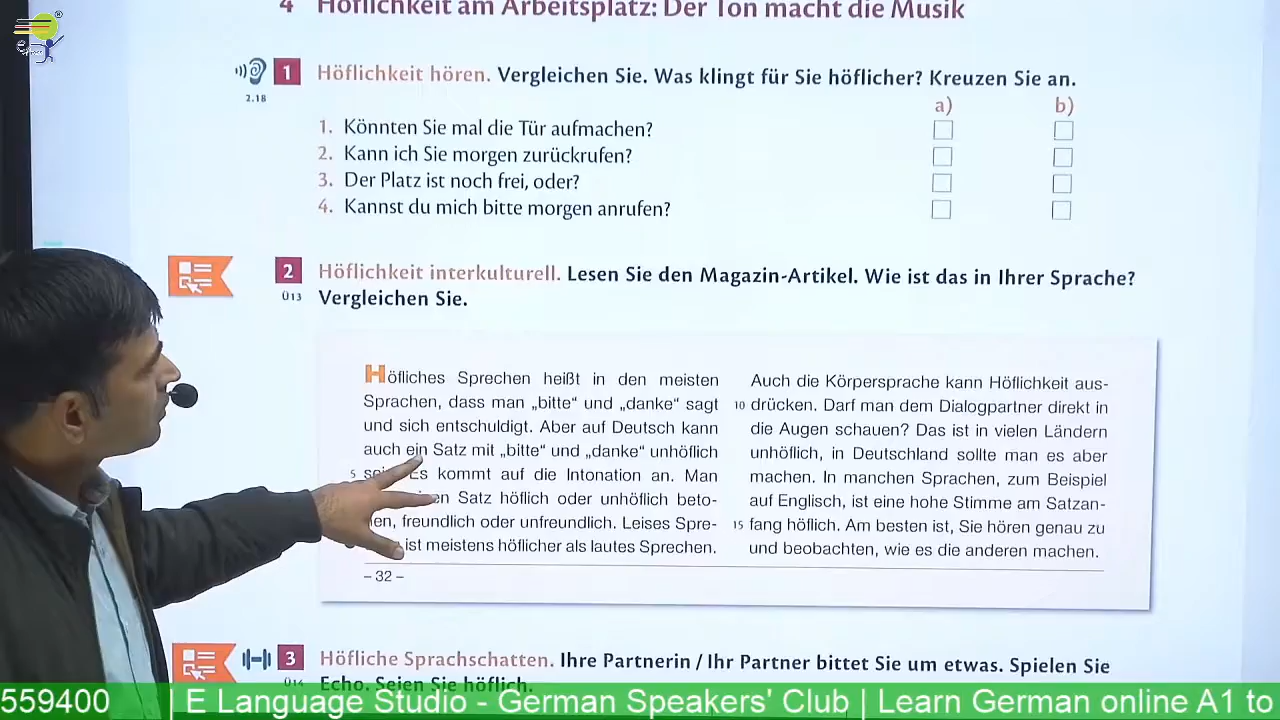 4 Höflichkeit am Arbeitsplatz: Der Ton macht die Musik
1 Höflichkeit hören. Vergleichen Sie. Was klingt für Sie höflicher? Kreuzen Sie an.
2.18
a) b)
1. Könnten Sie mal die Tür aufmachen?
2. Kann ich Sie morgen zurückrufen?
3. Der Platz ist noch frei, oder?
4. Kannst du mich bitte morgen anrufen?
2 Höflichkeit interkulturell. Lesen Sie den Magazin-Artikel. Wie ist das in Ihrer Sprache?
Ü13 Vergleichen Sie.
Höfliches Sprechen heißt in den meisten
Sprachen, dass man „bitte“ und „danke“ sagt
und sich entschuldigt. Aber auf Deutsch kann
auch ein Satz mit „bitte“ und „danke“ unhöflich
5 Es kommt auf die Intonation an. Man
Satz höflich oder unhöflich beto-
freundlich oder unfreundlich. Leises Spre-
ist meistens höflicher als lautes Sprechen.
– 32 –
Auch die Körpersprache kann Höflichkeit aus-
10 drücken. Darf man dem Dialogpartner direkt in
die Augen schauen? Das ist in vielen Ländern
unhöflich, in Deutschland sollte man es aber
machen. In manchen Sprachen, zum Beispiel
auf Englisch, ist eine hohe Stimme am Satzan-
15 fang höflich. Am besten ist, Sie hören genau zu
und beobachten, wie es die anderen machen.
3 Höfliche Sprachschatten. Ihre Partnerin / Ihr Partner bittet Sie um etwas. Spielen Sie
Ü14 Echo. Seien Sie höflich.
559400 | E Language Studio - German Speakers' Club | Learn German online A1 to